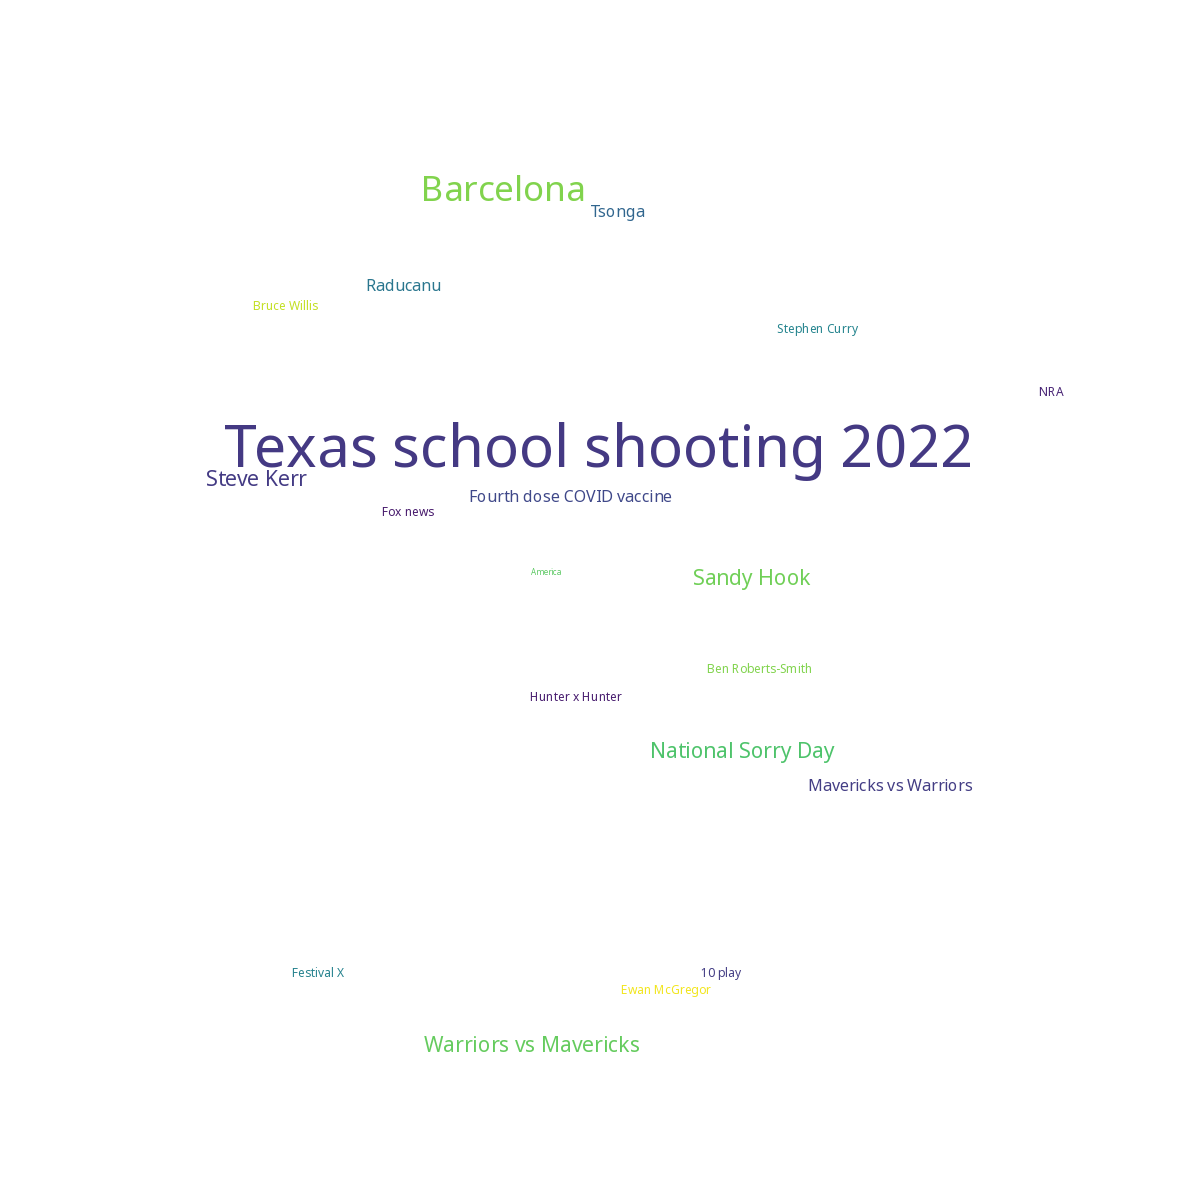 Barcelona
Tsonga
Raducanu
Bruce Willis
Stephen Curry
NRA
Texas school shooting 2022
Steve Kerr
Fourth dose COVID vaccine
Fox news
America
Sandy Hook
Ben Roberts-Smith
Hunter x Hunter
National Sorry Day
Mavericks vs Warriors
Festival X
10 play
Ewan McGregor
Warriors vs Mavericks